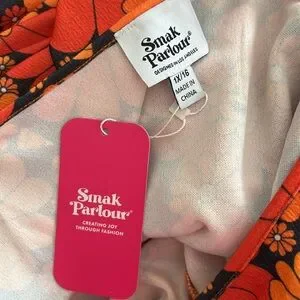 Smak
Parlour®
DESIGNED IN LOS ANGELES
1X/16
MADE IN
CHINA
Smak
Parlour®
CREATING JOY
THROUGH FASHION